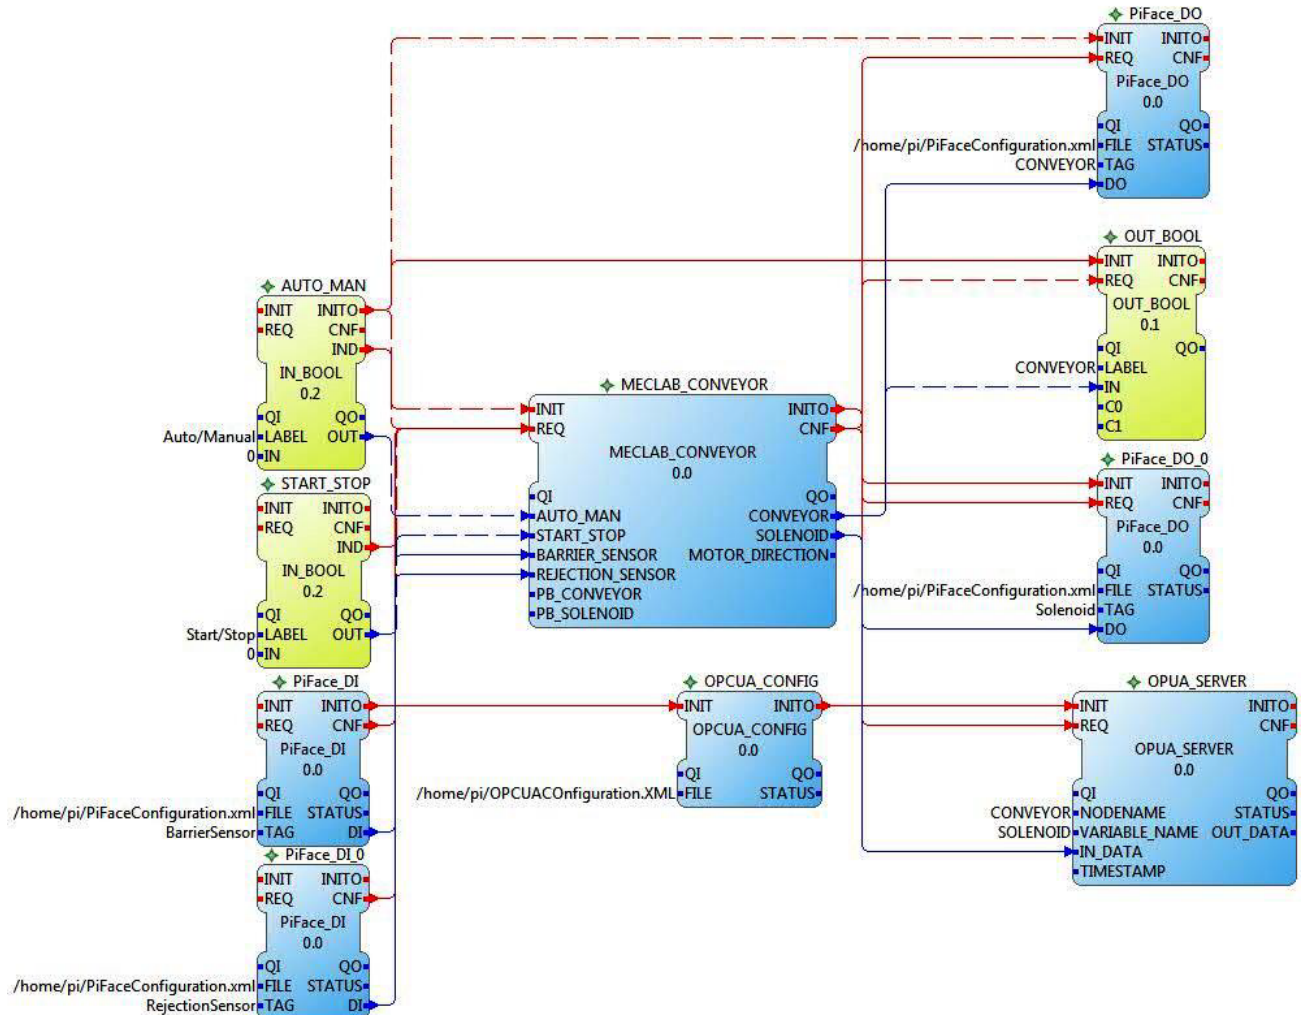 PiFace_DO
INIT INITO
REQ CNF
PiFace_DO
0.0
QI QO
/home/pi/PiFaceConfiguration.xml FILE STATUS
CONVEYOR TAG
DO
OUT_BOOL
INIT INITO
REQ CNF
OUT_BOOL
0.1
QI QO
CONVEYOR LABEL
IN
C0
C1
AUTO_MAN
INIT INITO
REQ CNF
IND
IN_BOOL
0.2
QI QO
Auto/Manual LABEL OUT
0 IN
START_STOP
INIT INITO
REQ CNF
IND
IN_BOOL
0.2
QI QO
Start/Stop LABEL OUT
0 IN
MECLAB_CONVEYOR
INIT INITO
REQ CNF
MECLAB_CONVEYOR
0.0
QI QO
AUTO_MAN CONVEYOR
START_STOP SOLENOID
BARRIER_SENSOR MOTOR_DIRECTION
REJECTION_SENSOR
PB_CONVEYOR
PB_SOLENOID
PiFace_DO_0
INIT INITO
REQ CNF
PiFace_DO
0.0
QI QO
/home/pi/PiFaceConfiguration.xml FILE STATUS
Solenoid TAG
DO
PiFace_DI
INIT INITO
REQ CNF
PiFace_DI
0.0
QI QO
/home/pi/PiFaceConfiguration.xml FILE STATUS
BarrierSensor TAG DI
OPCUA_CONFIG
INIT INITO
OPCUA_CONFIG
0.0
QI QO
/home/pi/OPCUACOnfiguration.XML FILE STATUS
OPUA_SERVER
INIT INITO
REQ CNF
OPUA_SERVER
0.0
QI QO
CONVEYOR NODENAME STATUS
SOLENOID VARIABLE_NAME OUT_DATA
IN_DATA
TIMESTAMP
PiFace_DI_0
INIT INITO
REQ CNF
PiFace_DI
0.0
QI QO
/home/pi/PiFaceConfiguration.xml FILE STATUS
RejectionSensor TAG DI